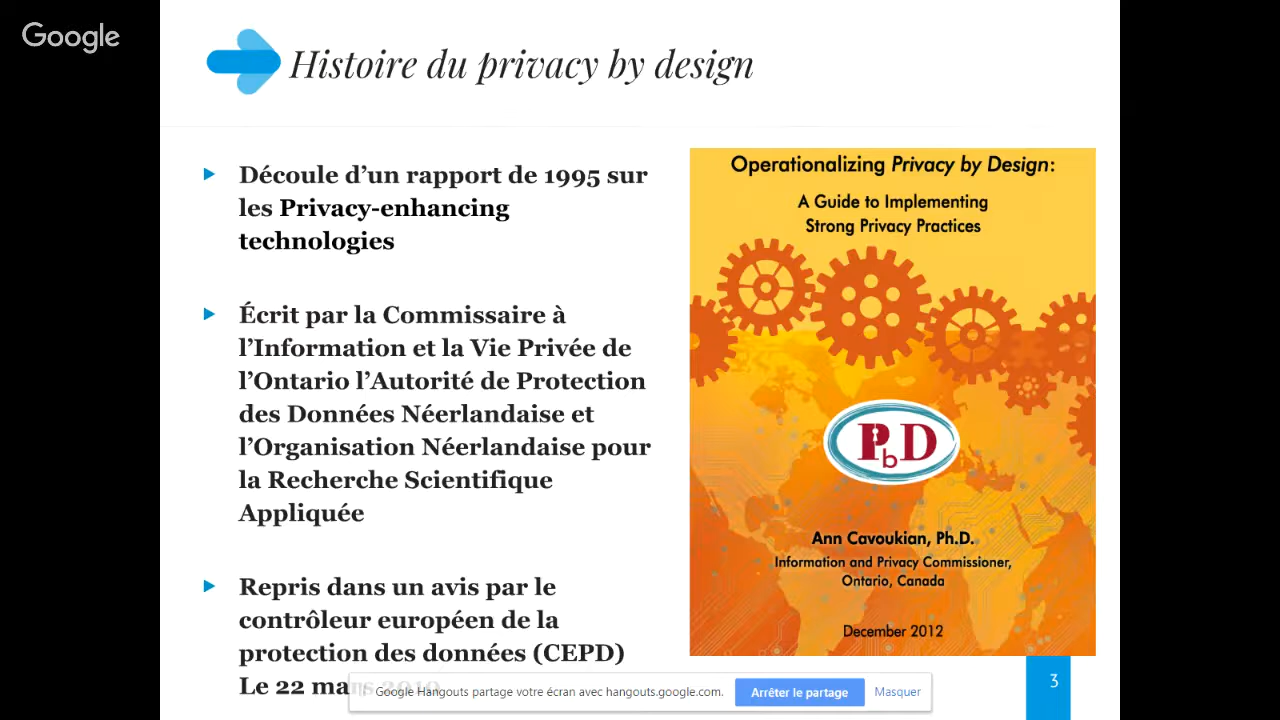 Google
Histoire du privacy by design
Découle d’un rapport de 1995 sur
les Privacy-enhancing
technologies
Écrit par la Commissaire à
l’Information et la Vie Privée de
l’Ontario l’Autorité de Protection
des Données Néerlandaise et
l’Organisation Néerlandaise pour
la Recherche Scientifique
Appliquée
Repris dans un avis par le
contrôleur européen de la
protection des données (CEPD)
Le 22 mars 2010
Operationalizing Privacy by Design:
A Guide to Implementing
Strong Privacy Practices
PbD
Ann Cavoukian, Ph.D.
Information and Privacy Commissioner,
Ontario, Canada
December 2012
Google Hangouts partage votre écran avec hangouts.google.com.
Arrêter le partage
Masquer
3